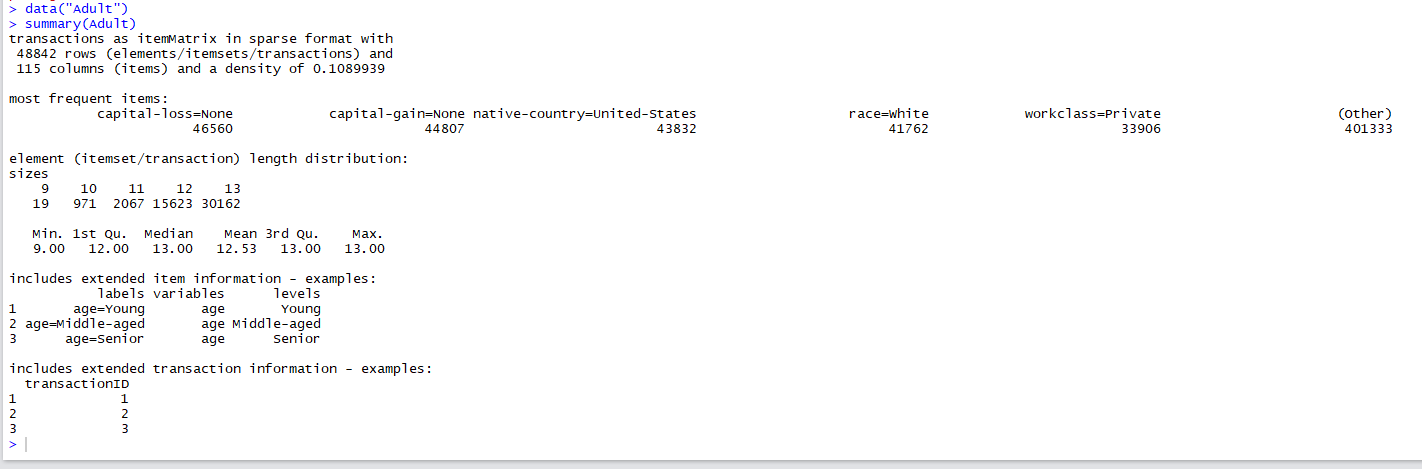 > data("Adult")
> summary(Adult)
transactions as itemMatrix in sparse format with
 48842 rows (elements/itemsets/transactions) and
 115 columns (items) and a density of 0.1089939

most frequent items:
           capital-loss=None            capital-gain=None native-country=United-States                   race=White            workclass=Private                      (Other)
                       46560                        44807                        43832                        41762                        33906                       401333

element (itemset/transaction) length distribution:
sizes
    9    10    11    12    13
   19   971  2067 15623 30162

   Min. 1st Qu.  Median    Mean 3rd Qu.    Max.
   9.00   12.00   13.00   12.53   13.00   13.00

includes extended item information - examples:
           labels variables      levels
1       age=Young       age       Young
2 age=Middle-aged       age Middle-aged
3      age=Senior       age      Senior

includes extended transaction information - examples:
  transactionID
1             1
2             2
3             3
>